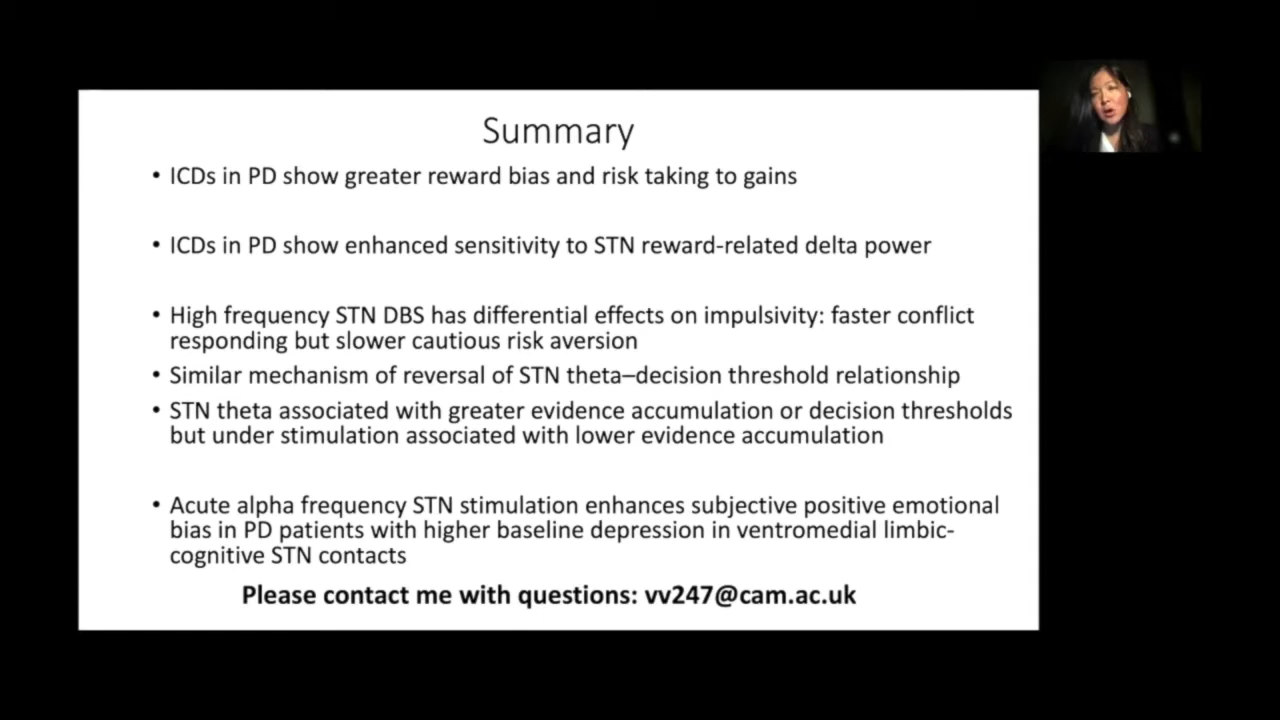 Summary
• ICDs in PD show greater reward bias and risk taking to gains
• ICDs in PD show enhanced sensitivity to STN reward-related delta power
• High frequency STN DBS has differential effects on impulsivity: faster conflict
responding but slower cautious risk aversion
• Similar mechanism of reversal of STN theta–decision threshold relationship
• STN theta associated with greater evidence accumulation or decision thresholds
but under stimulation associated with lower evidence accumulation
• Acute alpha frequency STN stimulation enhances subjective positive emotional
bias in PD patients with higher baseline depression in ventromedial limbic-
cognitive STN contacts
Please contact me with questions: vv247@cam.ac.uk